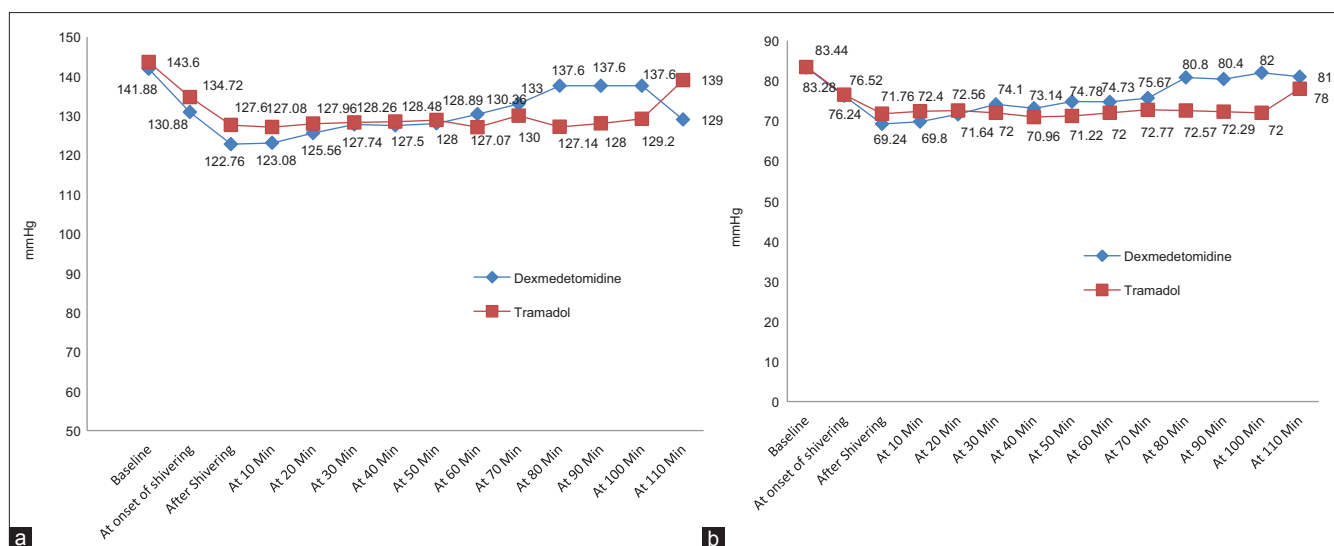 150
140
130
120
110
100
90
80
70
60
50
mmHg
143.6
134.72
127.6
127.08
127.96
128.26
128.48
128.89
130.36
133
137.6
137.6
137.6
139
141.88
130.88
122.76
123.08
125.56
127.74
127.5
128
127.07
130
127.14
128
129.2
129
Dexmedetomidine
Tramadol
Baseline
At onset of shivering
After Shivering
At 10 Min
At 20 Min
At 30 Min
At 40 Min
At 50 Min
At 60 Min
At 70 Min
At 80 Min
At 90 Min
At 100 Min
At 110 Min
a
90
80
70
60
50
40
30
20
10
0
mmHg
83.44
76.52
71.76
72.4
72.56
74.1
73.14
74.78
74.73
75.67
80.8
80.4
82
81
83.28
76.24
69.24
69.8
71.64
72
70.96
71.22
72
72.77
72.57
72.29
72
78
Dexmedetomidine
Tramadol
Baseline
At onset of shivering
After Shivering
At 10 Min
At 20 Min
At 30 Min
At 40 Min
At 50 Min
At 60 Min
At 70 Min
At 80 Min
At 90 Min
At 100 Min
At 110 Min
b